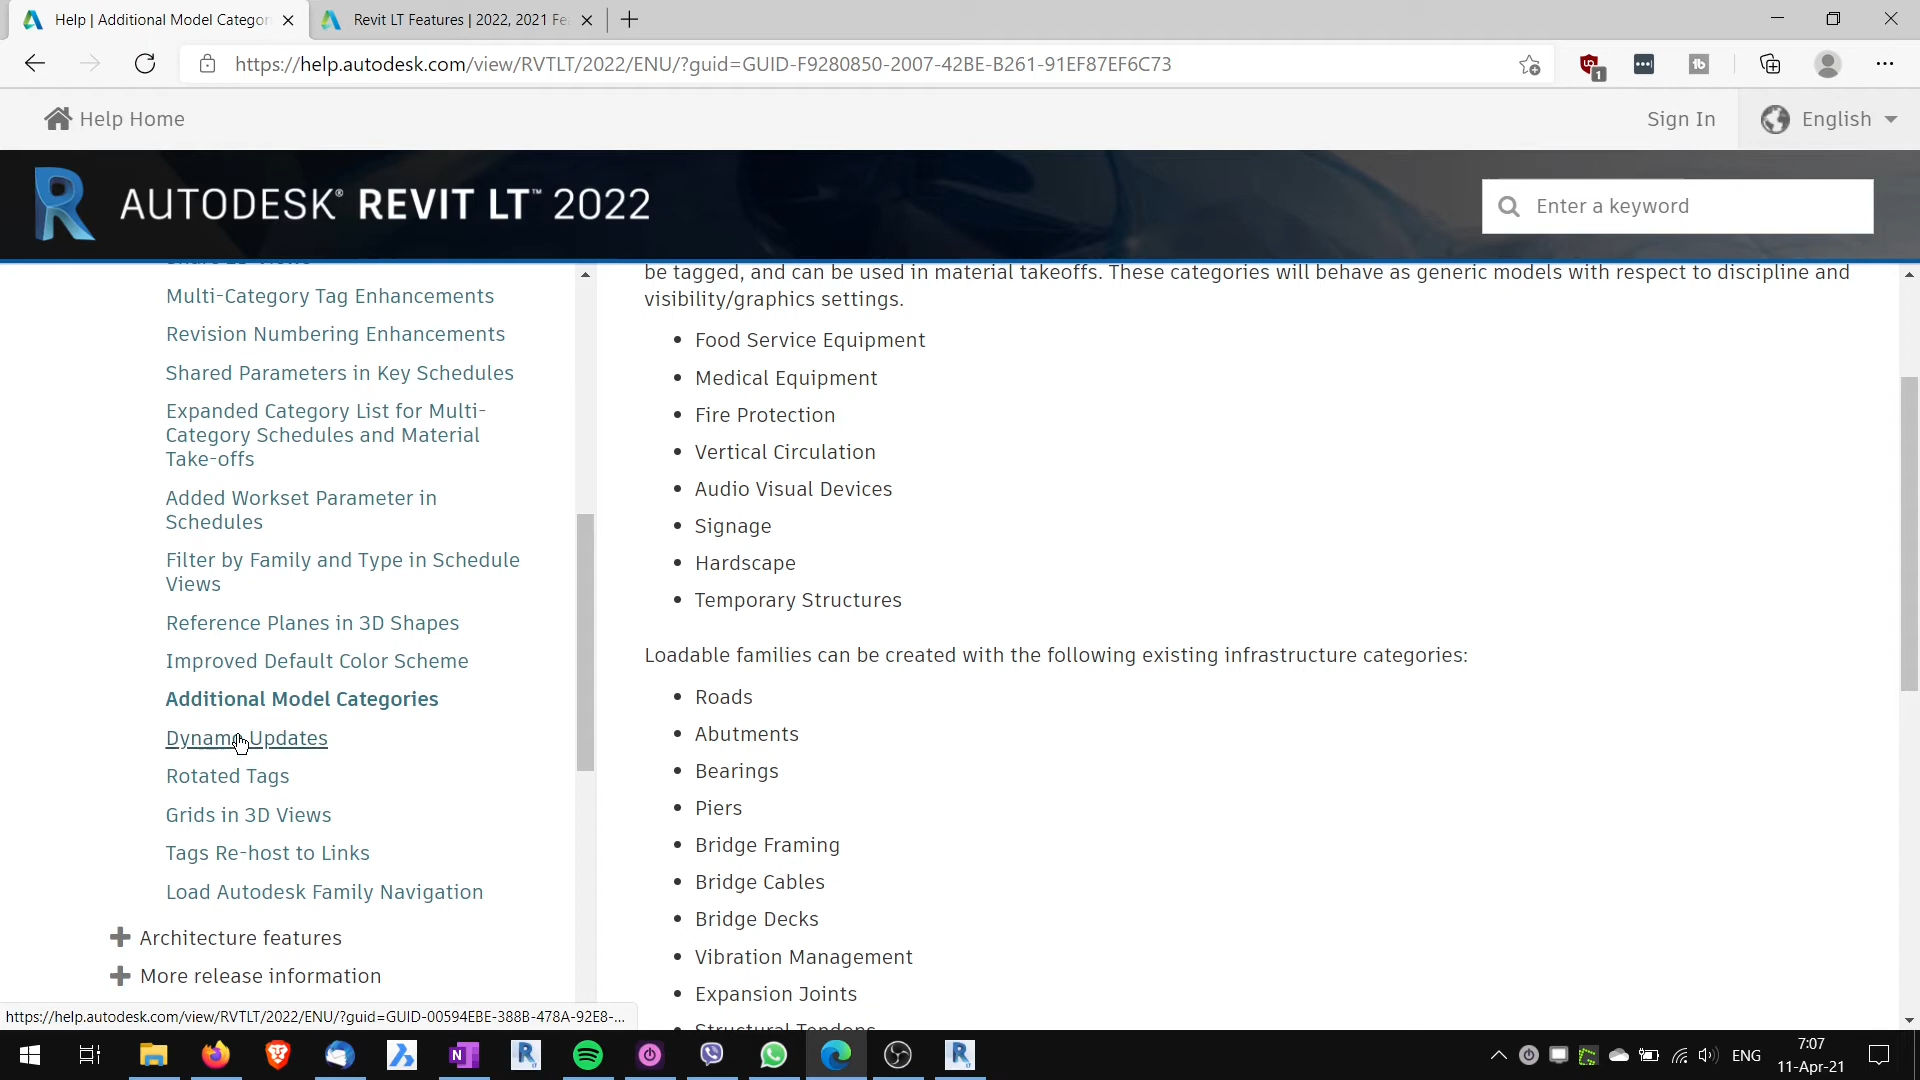 Help | Additional Model Categor
Revit LT Features | 2022, 2021 Fe
https://help.autodesk.com/view/RVTLT/2022/ENU/?guid=GUID-F9280850-2007-42BE-B261-91EF87EF6C73
1
Help Home
Sign In
English
AUTODESK® REVIT LT™ 2022
Enter a keyword
Multi-Category Tag Enhancements
Revision Numbering Enhancements
Shared Parameters in Key Schedules
Expanded Category List for Multi-
Category Schedules and Material
Take-offs
Added Workset Parameter in
Schedules
Filter by Family and Type in Schedule
Views
Reference Planes in 3D Shapes
Improved Default Color Scheme
Additional Model Categories
Dynamo Updates
Rotated Tags
Grids in 3D Views
Tags Re-host to Links
Load Autodesk Family Navigation
Architecture features
More release information
be tagged, and can be used in material takeoffs. These categories will behave as generic models with respect to discipline and
visibility/graphics settings.
• Food Service Equipment
• Medical Equipment
• Fire Protection
• Vertical Circulation
• Audio Visual Devices
• Signage
• Hardscape
• Temporary Structures
Loadable families can be created with the following existing infrastructure categories:
• Roads
• Abutments
• Bearings
• Piers
• Bridge Framing
• Bridge Cables
• Bridge Decks
• Vibration Management
• Expansion Joints
• Structural Tendons
https://help.autodesk.com/view/RVTLT/2022/ENU/?guid=GUID-00594EBE-388B-478A-92E8-...
ENG
7:07
11-Apr-21